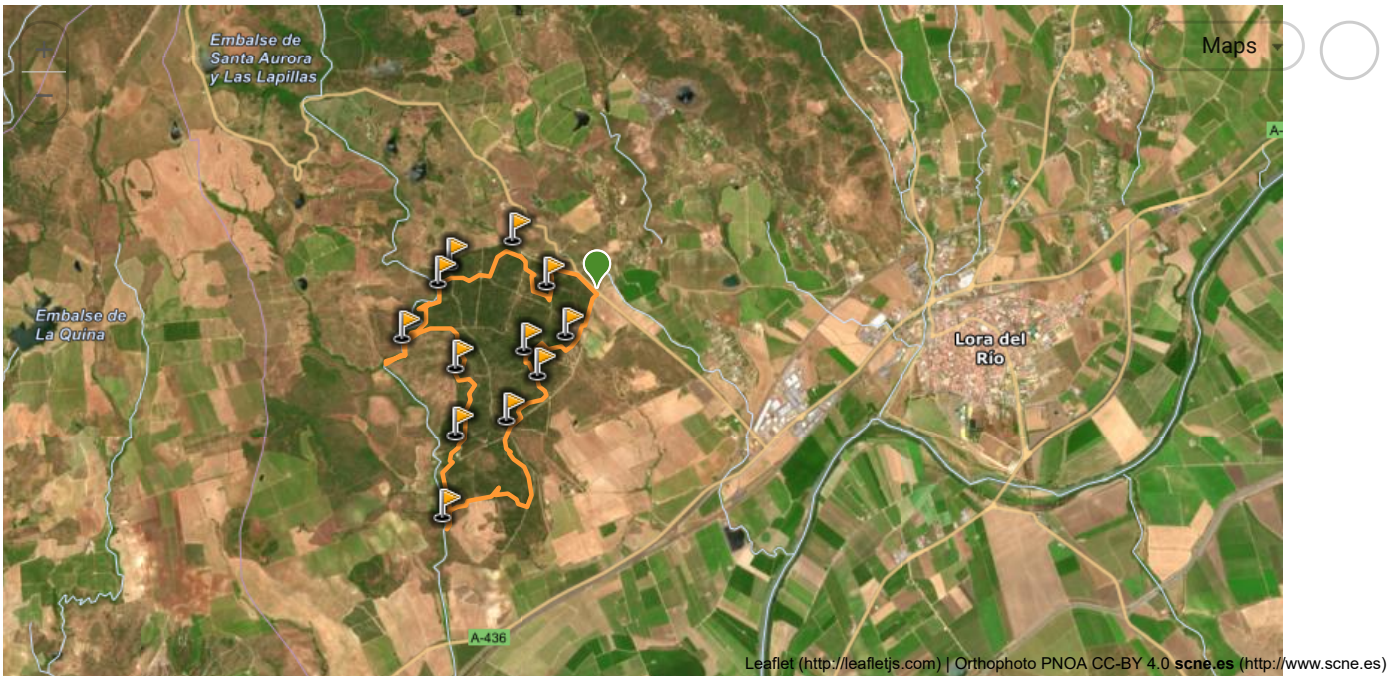 Embalse de
Santa Aurora
y Las Lapillas
Maps
A-
Embalse de
La Quina
Lora del
Río
A-436
Leaflet (http://leafletjs.com) | Orthophoto PNOA CC-BY 4.0 scne.es (http://www.scne.es)